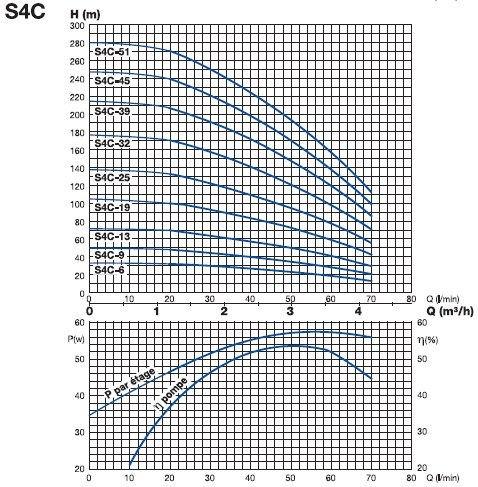 S4C
H (m)
300
280
260
240
220
200
180
160
140
120
100
80
60
40
20
0
S4C-51
S4C-45
S4C-39
S4C-32
S4C-25
S4C-19
S4C-13
S4C-9
S4C-6
0 10 20 30 40 50 60 70 80 Q (l/min)
0 1 2 3 4 Q (m³/h)
60 60
P(w) η(%)
50 50
40 40
30 30
20 20
P par étage
η pompe
0 10 20 30 40 50 60 70 80 Q (l/min)